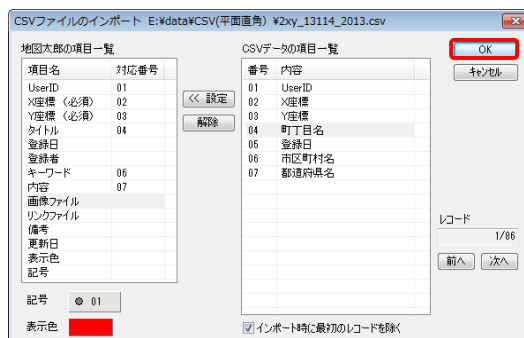 CSVファイルのインポート E:¥data¥CSV(平面直角) ¥2xy_13114_2013.csv
地図太郎の項目一覧
項目名 対応番号
UserID 01
X座標（必須） 02
Y座標（必須） 03
タイトル 04
登録日
登録者
キーワード 06
内容 07
画像ファイル
リンクファイル
備考
更新日
表示色
記号
<< 設定
解除
CSVデータの項目一覧
番号 内容
01 UserID
02 X座標
03 Y座標
04 町丁目名
05 登録日
06 市区町村名
07 都道府県名
OK
キャンセル
レコード
1/86
前へ 次へ
記号 01
表示色
インポート時に最初のレコードを除く